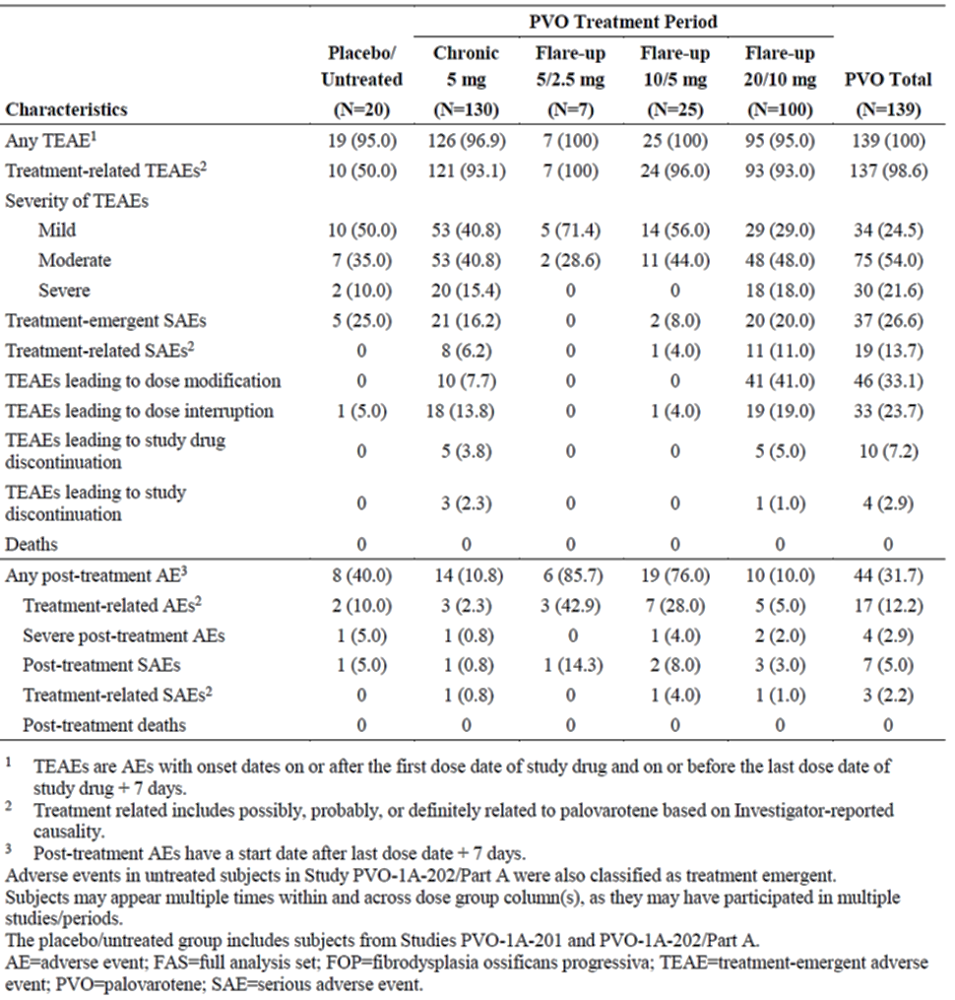 PVO Treatment Period
Placebo/ Chronic Flare-up Flare-up Flare-up
Untreated 5 mg 5/2.5 mg 10/5 mg 20/10 mg PVO Total
Characteristics (N=20) (N=130) (N=7) (N=25) (N=100) (N=139)
Any TEAE1 19 (95.0) 126 (96.9) 7 (100) 25 (100) 95 (95.0) 139 (100)
Treatment-related TEAEs2 10 (50.0) 121 (93.1) 7 (100) 24 (96.0) 93 (93.0) 137 (98.6)
Severity of TEAEs
Mild 10 (50.0) 53 (40.8) 5 (71.4) 14 (56.0) 29 (29.0) 34 (24.5)
Moderate 7 (35.0) 53 (40.8) 2 (28.6) 11 (44.0) 48 (48.0) 75 (54.0)
Severe 2 (10.0) 20 (15.4) 0 0 18 (18.0) 30 (21.6)
Treatment-emergent SAEs 5 (25.0) 21 (16.2) 0 2 (8.0) 20 (20.0) 37 (26.6)
Treatment-related SAEs2 0 8 (6.2) 0 1 (4.0) 11 (11.0) 19 (13.7)
TEAEs leading to dose modification 0 10 (7.7) 0 0 41 (41.0) 46 (33.1)
TEAEs leading to dose interruption 1 (5.0) 18 (13.8) 0 1 (4.0) 19 (19.0) 33 (23.7)
TEAEs leading to study drug
discontinuation 0 5 (3.8) 0 0 5 (5.0) 10 (7.2)
TEAEs leading to study
discontinuation 0 3 (2.3) 0 0 1 (1.0) 4 (2.9)
Deaths 0 0 0 0 0 0
Any post-treatment AE3 8 (40.0) 14 (10.8) 6 (85.7) 19 (76.0) 10 (10.0) 44 (31.7)
Treatment-related AEs2 2 (10.0) 3 (2.3) 3 (42.9) 7 (28.0) 5 (5.0) 17 (12.2)
Severe post-treatment AEs 1 (5.0) 1 (0.8) 0 1 (4.0) 2 (2.0) 4 (2.9)
Post-treatment SAEs 1 (5.0) 1 (0.8) 1 (14.3) 2 (8.0) 3 (3.0) 7 (5.0)
Treatment-related SAEs2 0 1 (0.8) 0 1 (4.0) 1 (1.0) 3 (2.2)
Post-treatment deaths 0 0 0 0 0 0
1 TEAEs are AEs with onset dates on or after the first dose date of study drug and on or before the last dose date of
study drug + 7 days.
2 Treatment related includes possibly, probably, or definitely related to palovarotene based on Investigator-reported
causality.
3 Post-treatment AEs have a start date after last dose date + 7 days.
Adverse events in untreated subjects in Study PVO-1A-202/Part A were also classified as treatment emergent.
Subjects may appear multiple times within and across dose group column(s), as they may have participated in multiple
studies/periods.
The placebo/untreated group includes subjects from Studies PVO-1A-201 and PVO-1A-202/Part A.
AE=adverse event; FAS=full analysis set; FOP=fibrodysplasia ossificans progressiva; TEAE=treatment-emergent adverse
event; PVO=palovarotene; SAE=serious adverse event.